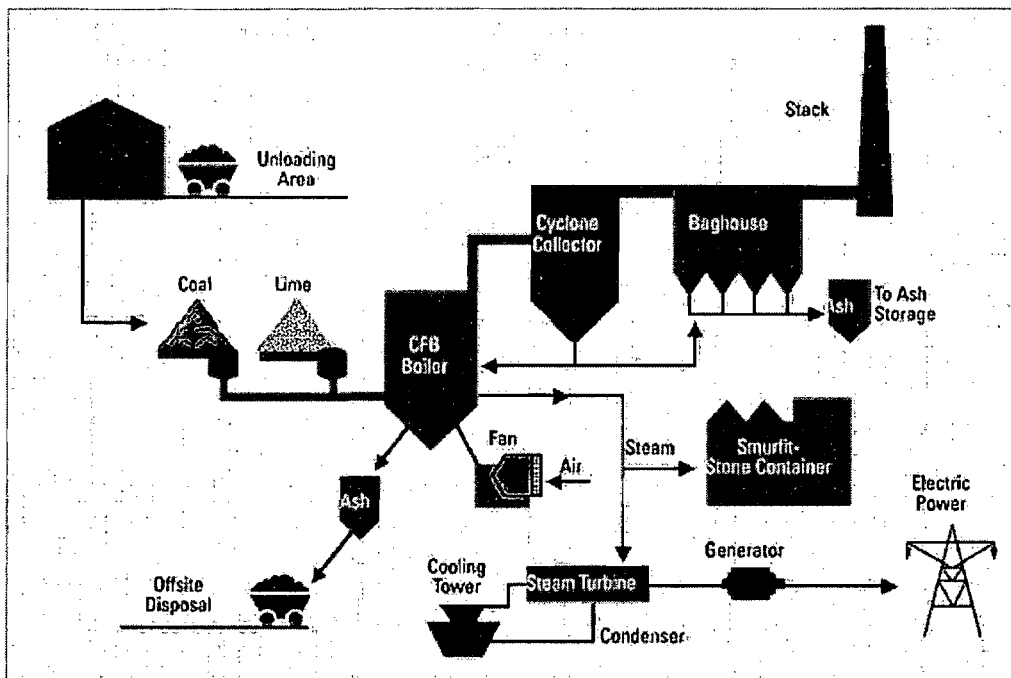 Stack
Unloading
Area
Cyclone
Collector
Baghouse
Coal
Lime
Ash
To Ash
Storage
CFB
Boiler
Fan
Air
Steam
Smurfit-
Stone Container
Electric
Power
Ash
Generator
Cooling
Tower
Steam Turbine
Offsite
Disposal
Condenser